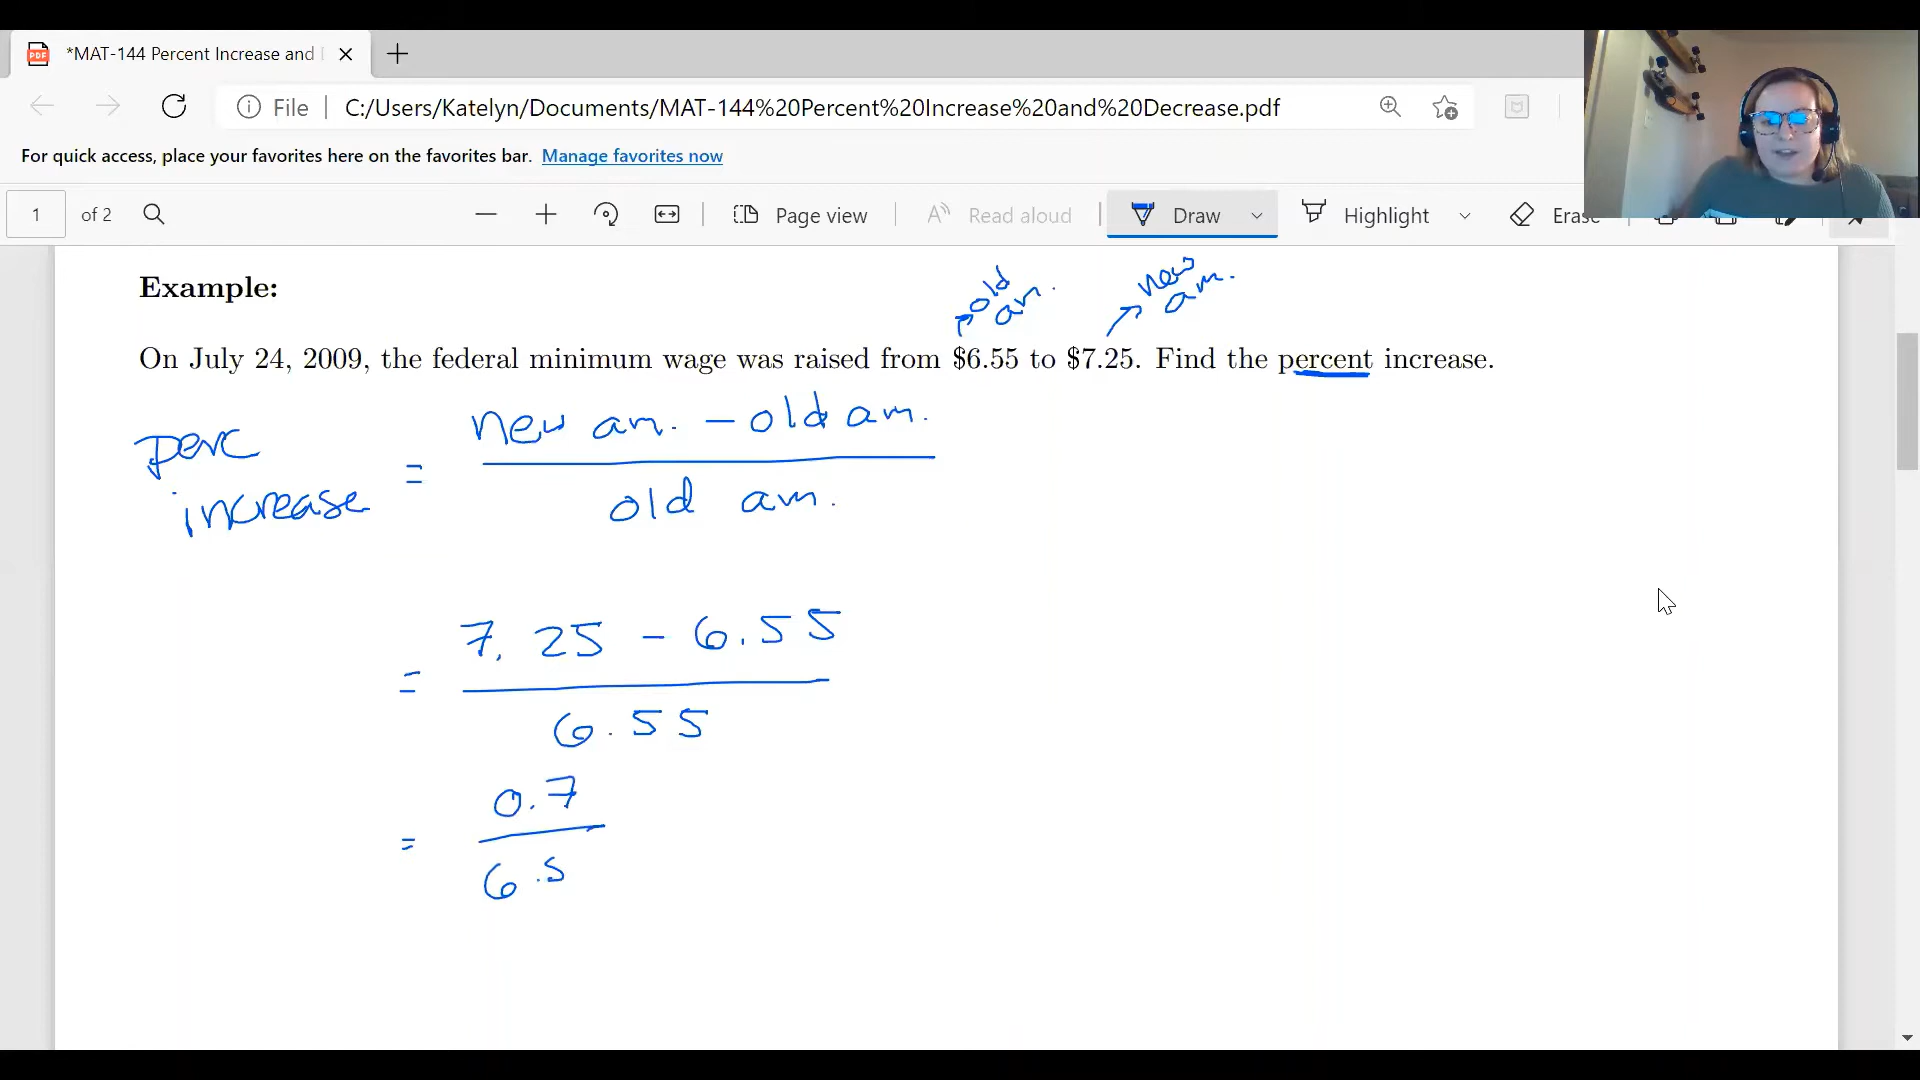 *MAT-144 Percent Increase and
File C:/Users/Katelyn/Documents/MAT-144%20Percent%20Increase%20and%20Decrease.pdf
For quick access, place your favorites here on the favorites bar. Manage favorites now
1 of 2 Page view Read aloud Draw Highlight Erase
Example:
old am.
new am.
On July 24, 2009, the federal minimum wage was raised from $6.55 to $7.25. Find the percent increase.
perc increase = new am. - old am.
old am.
= 7.25 - 6.55
6.55
= 0.7
6.5